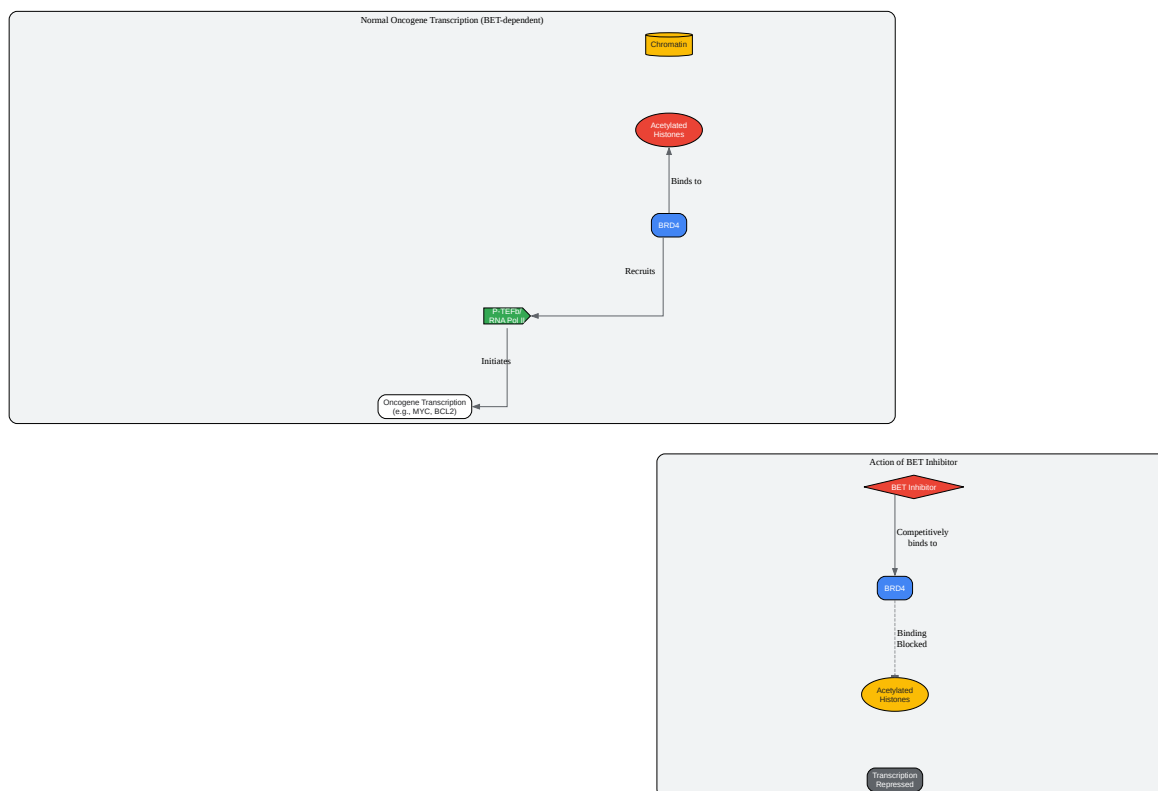 Normal Oncogene Transcription (BET-dependent)
Chromatin
Acetylated
Histones
Binds to
BRD4
Recruits
P-TEFb/
RNA Pol II
Initiates
Oncogene Transcription
(e.g., MYC, BCL2)
Action of BET Inhibitor
BET Inhibitor
Competitively
binds to
BRD4
Binding
Blocked
Acetylated
Histones
Transcription
Repressed